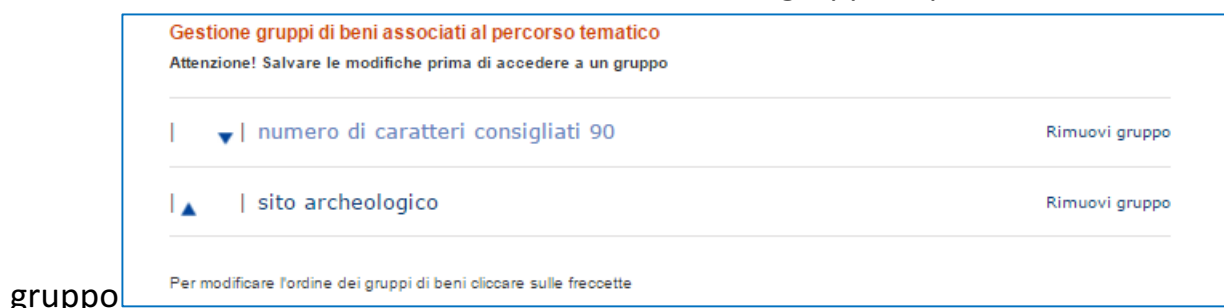 Gestione gruppi di beni associati al percorso tematico
Attenzione! Salvare le modifiche prima di accedere a un gruppo
| ▼| numero di caratteri consigliati 90 Rimuovi gruppo
|▲ | sito archeologico Rimuovi gruppo
Per modificare l'ordine dei gruppi di beni cliccare sulle freccette
gruppo